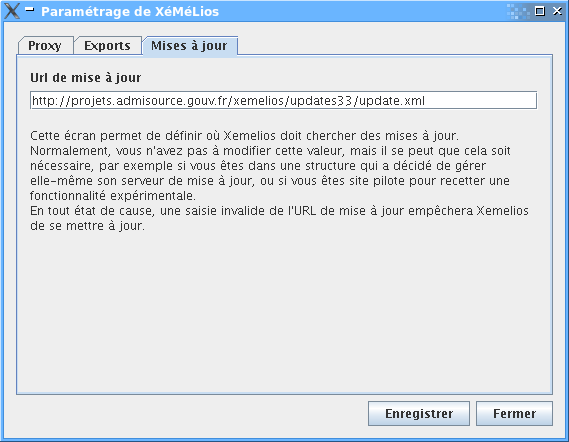 Paramétrage de XéMéLios
Proxy
Exports
Mises à jour
Url de mise à jour
http://projets.admisource.gouv.fr/xemelios/updates33/update.xml
Cette écran permet de définir où Xemelios doit chercher des mises à jour.
Normalement, vous n'avez pas à modifier cette valeur, mais il se peut que cela soit
nécessaire, par exemple si vous êtes dans une structure qui a décidé de gérer
elle-même son serveur de mise à jour, ou si vous êtes site pilote pour recetter une
fonctionnalité expérimentale.
En tout état de cause, une saisie invalide de l'URL de mise à jour empêchera Xemelios
de se mettre à jour.
Enregistrer
Fermer